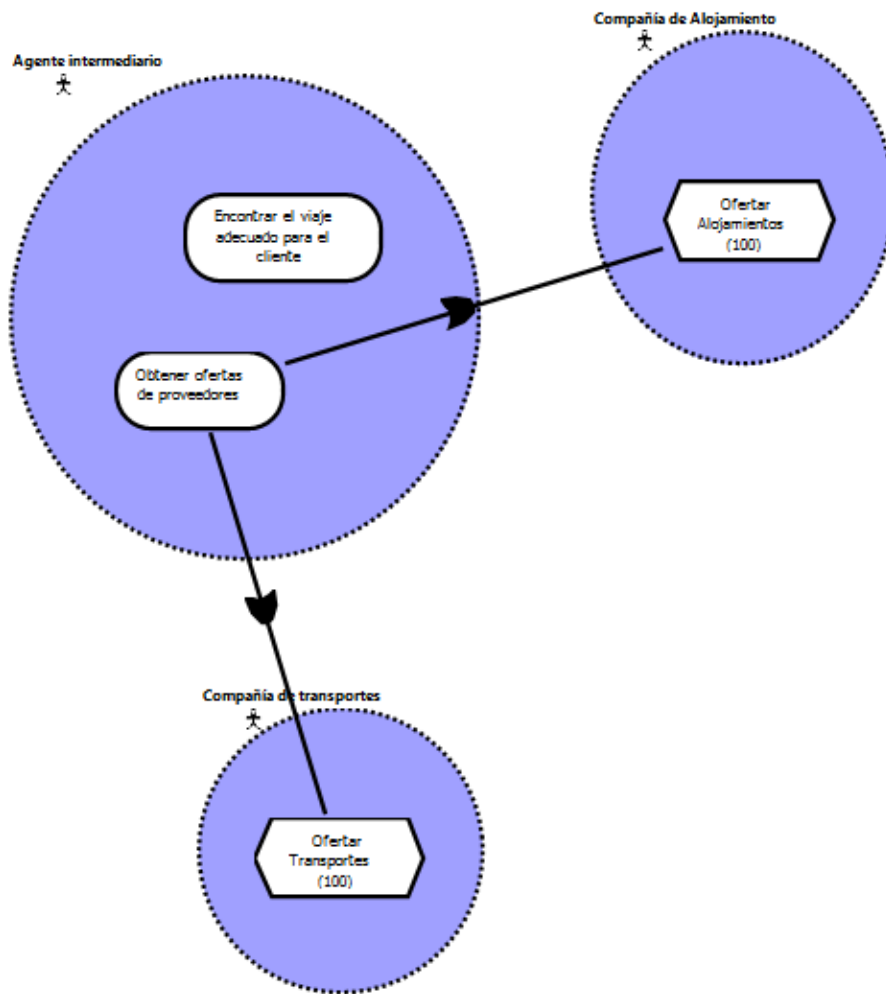 Compañía de Alojamiento
Agente intermediario
Encontrar el viaje
adecuado para el
cliente
Ofertar
Alojamientos
(100)
Obtener ofertas
de proveedores
Compañía de transportes
Ofertar
Transportes
(100)